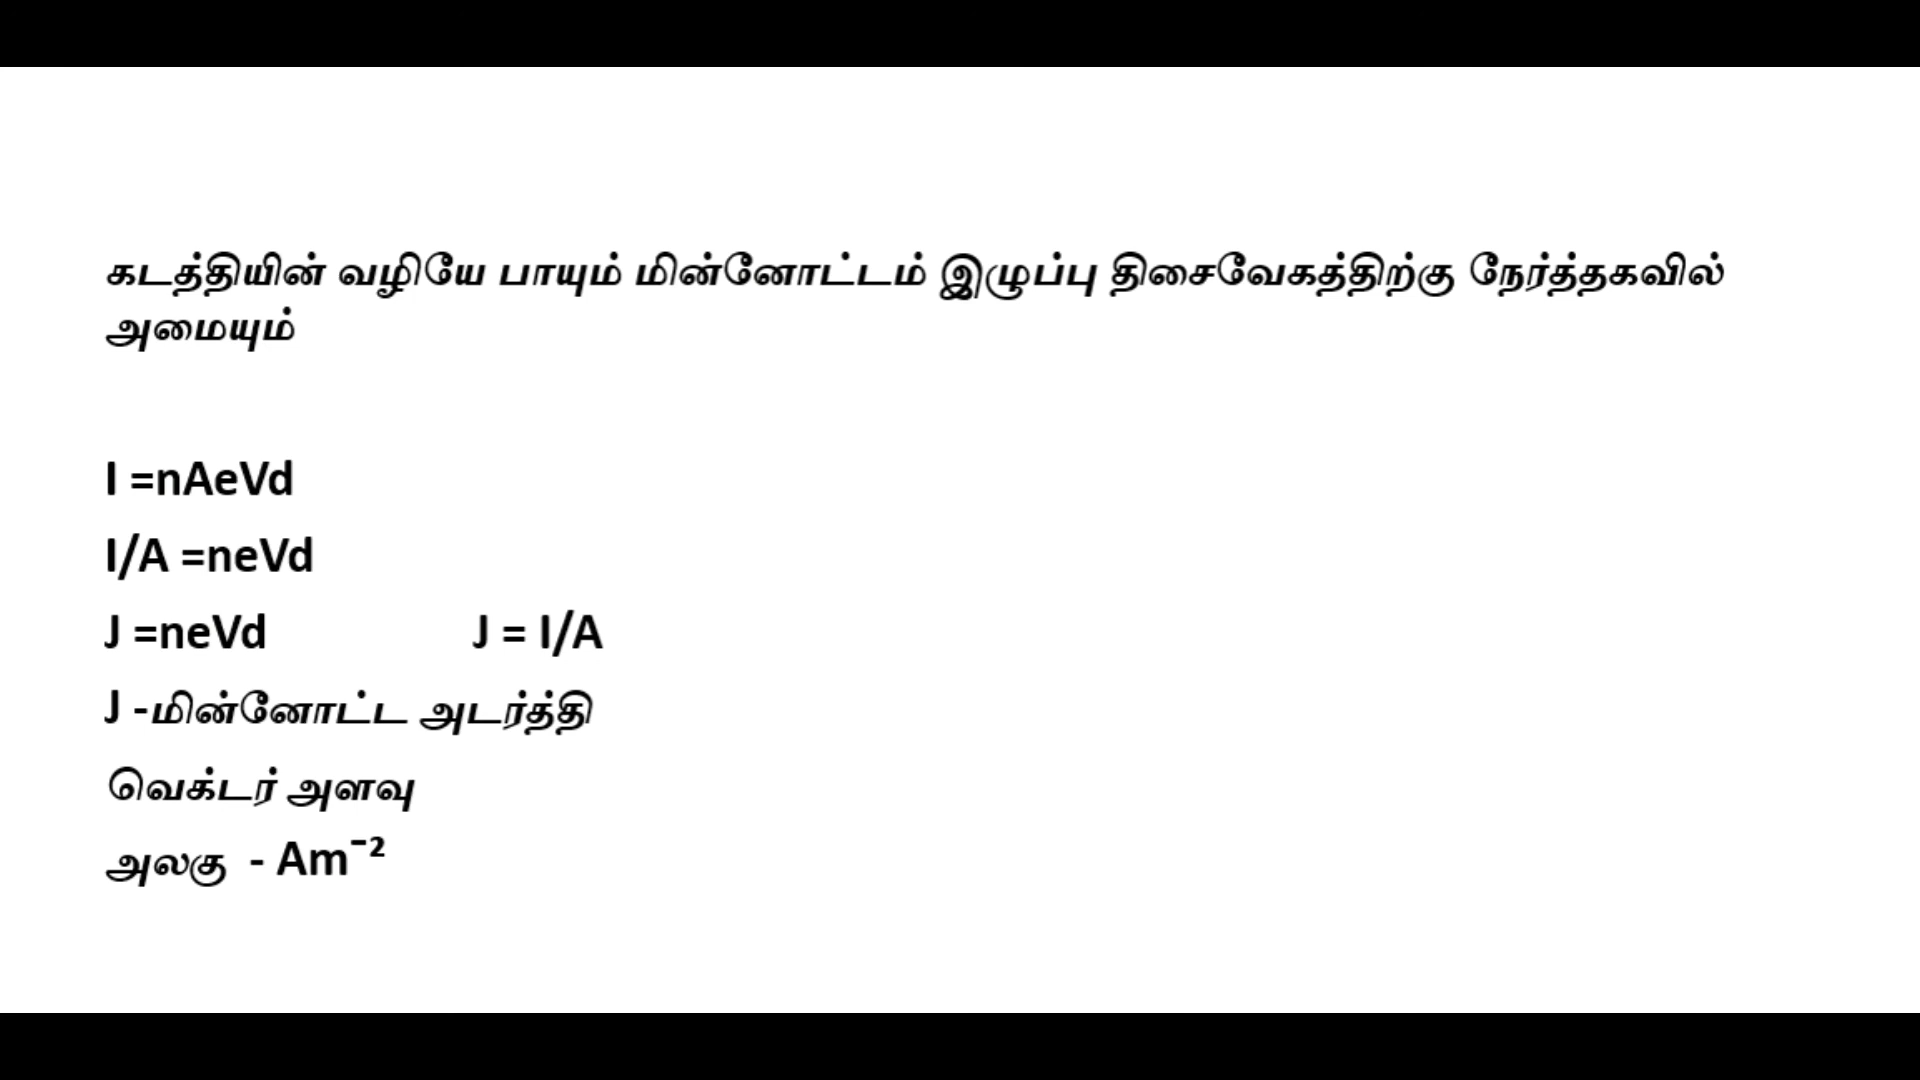 கடத்தியின் வழியே பாயும் மின்னோட்டம் இழுப்பு திசைவேகத்திற்கு நேர்த்தகவில்
அமையும்
I =nAeVd
I/A =neVd
J =neVd J = I/A
J -மின்னோட்ட அடர்த்தி
வெக்டர் அளவு
அலகு - Am⁻²